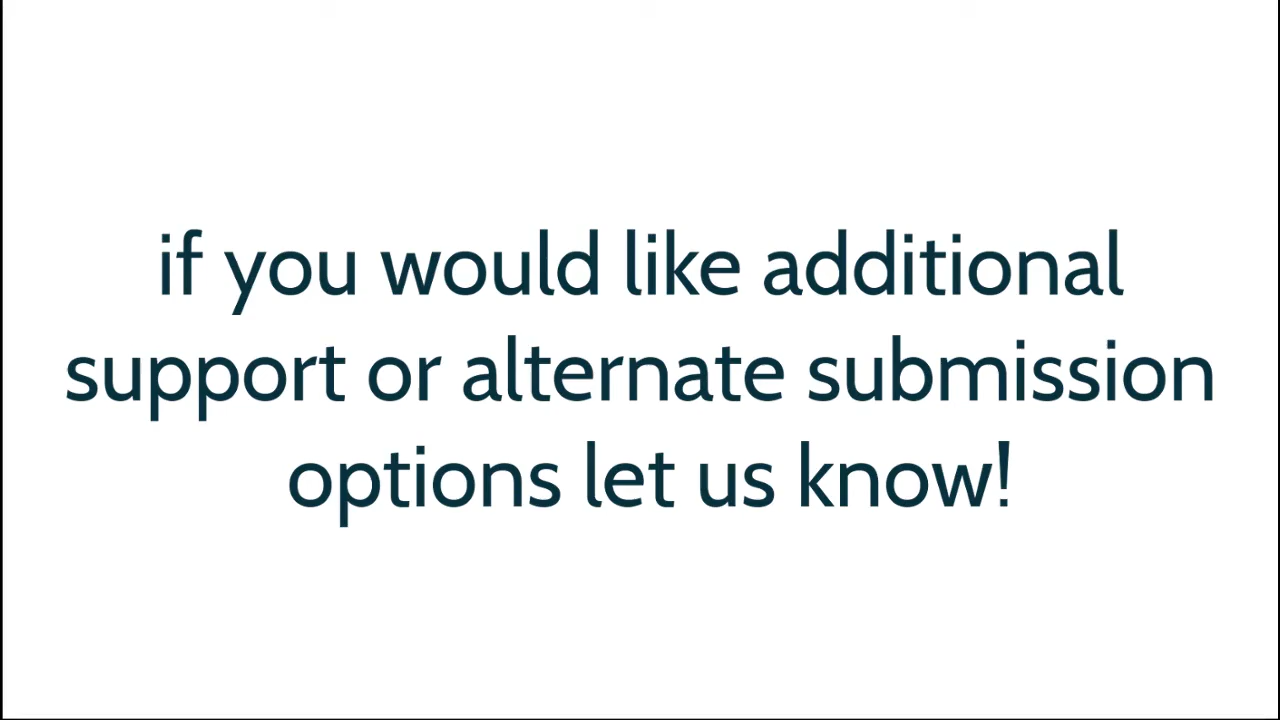 if you would like additional
support or alternate submission
options let us know!